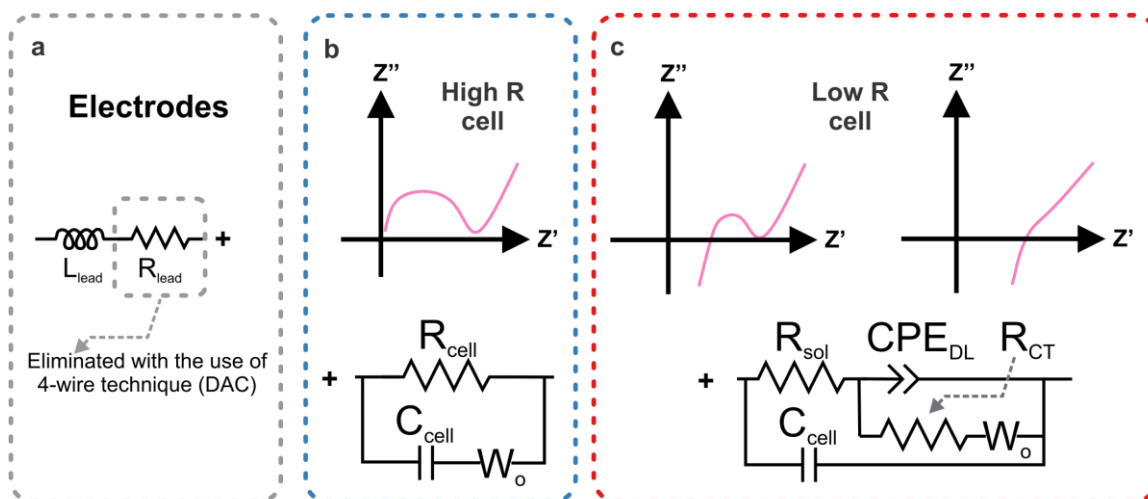 a
Electrodes
L_lead
R_lead
+
Eliminated with the use of
4-wire technique (DAC)
b
Z”
High R
cell
Z'
R_cell
+
C_cell
W_o
c
Z”
Low R
cell
Z”
Z'
Z'
R_sol
CPE_DL
R_CT
+
C_cell
W_o